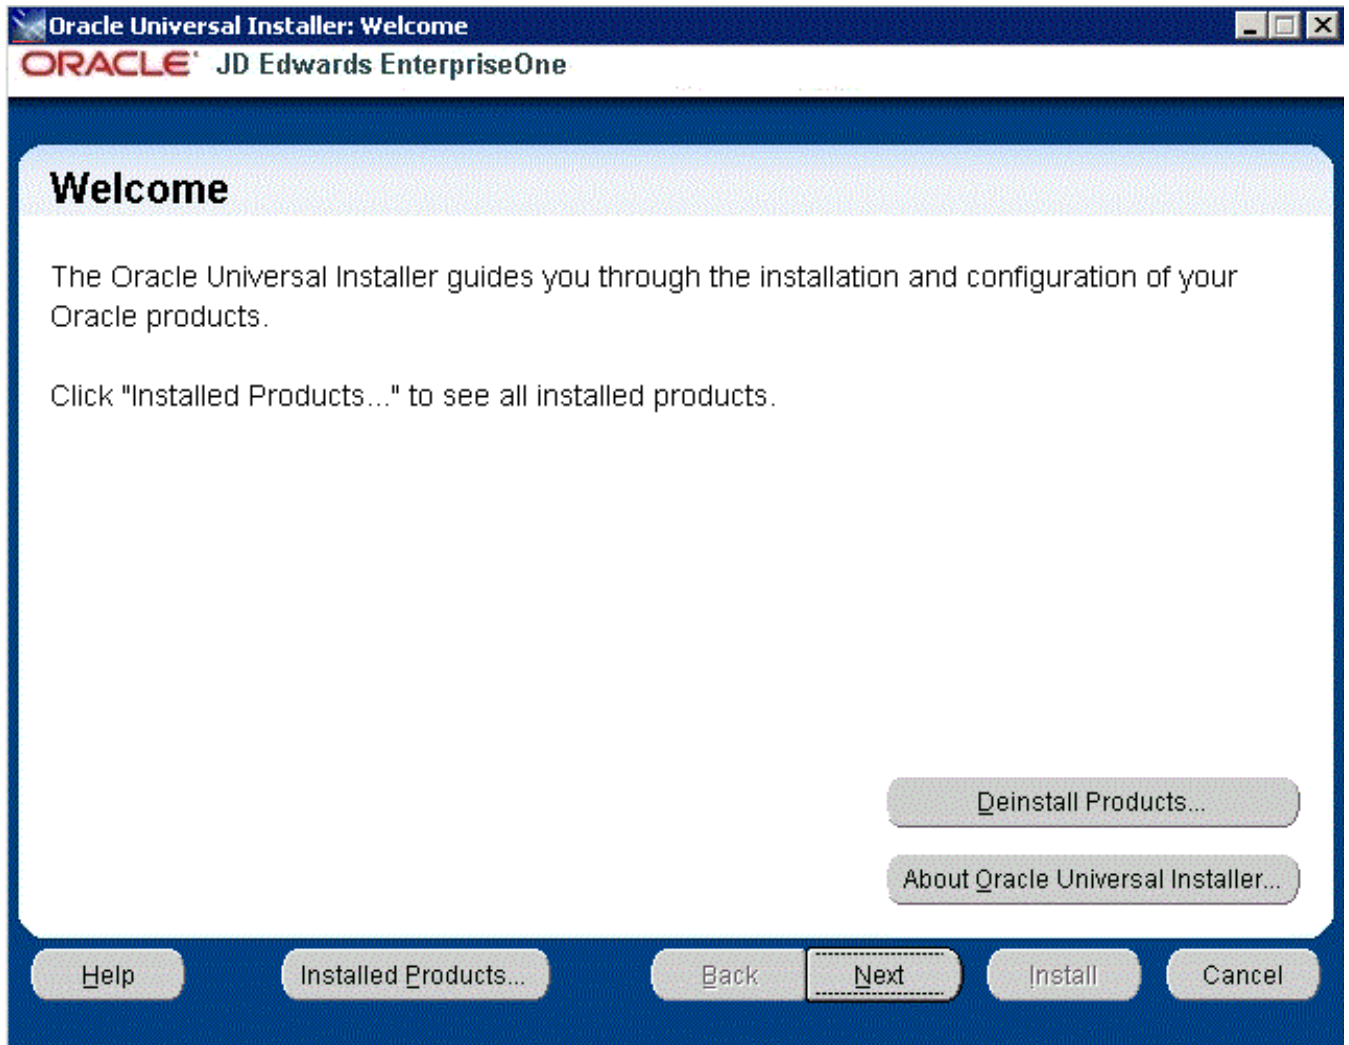 Oracle Universal Installer: Welcome
ORACLE JD Edwards EnterpriseOne
Welcome
The Oracle Universal Installer guides you through the installation and configuration of your
Oracle products.
Click "Installed Products..." to see all installed products.
Deinstall Products...
About Oracle Universal Installer...
Help Installed Products... Back Next Install Cancel